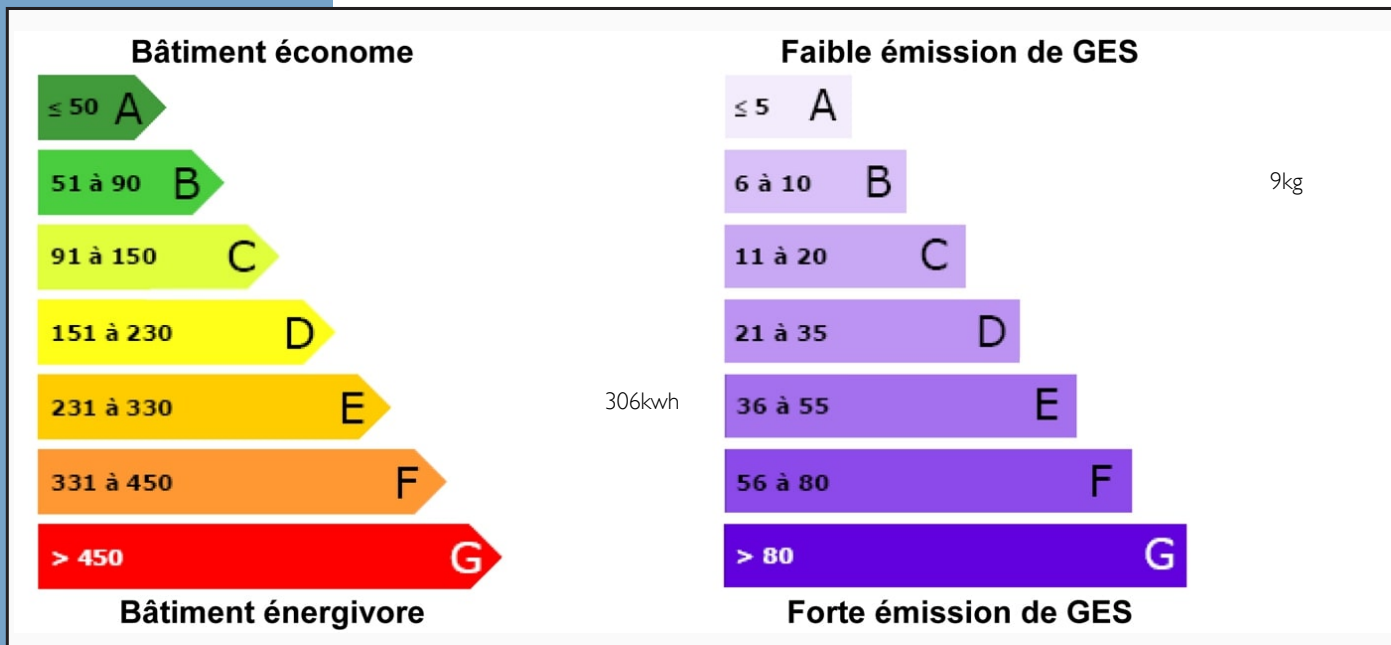 Bâtiment économe
≤ 50 A
51 à 90 B
91 à 150 C
151 à 230 D
231 à 330 E
306kwh
331 à 450 F
> 450 G
Bâtiment énergivore
Faible émission de GES
≤ 5 A
6 à 10 B
9kg
11 à 20 C
21 à 35 D
36 à 55 E
56 à 80 F
> 80 G
Forte émission de GES